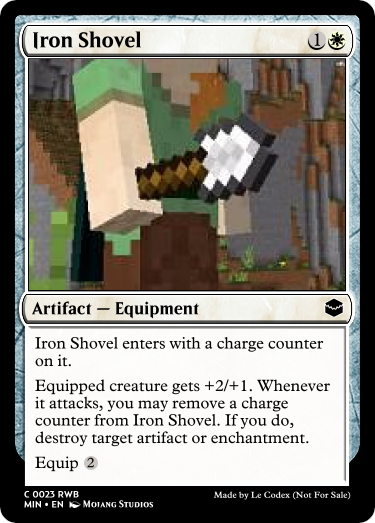 Iron Shovel 1
Artifact — Equipment
Iron Shovel enters with a charge counter
on it.
Equipped creature gets +2/+1. Whenever
it attacks, you may remove a charge
counter from Iron Shovel. If you do,
destroy target artifact or enchantment.
Equip 2
C 0023 RWB
MIN • EN Mojang Studios
Made by Le Codex (Not For Sale)